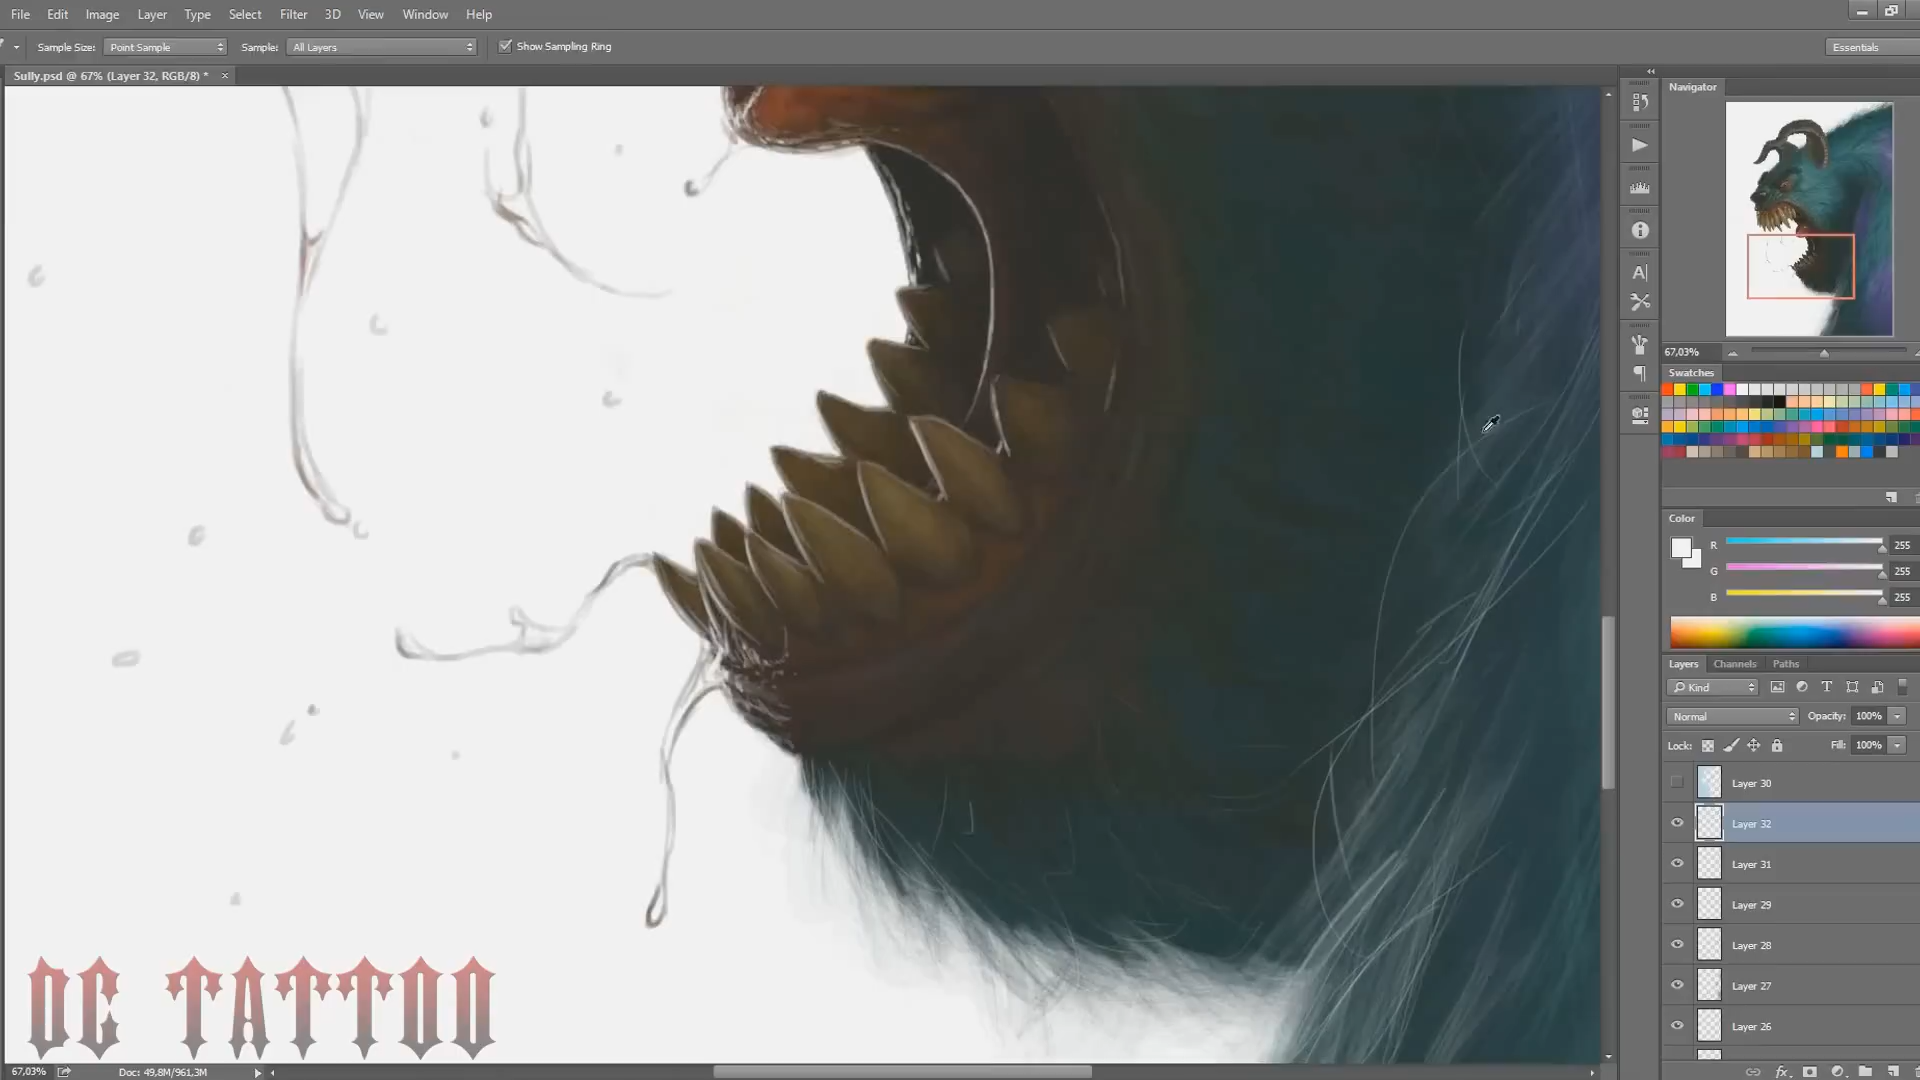 File Edit Image Layer Type Select Filter 3D View Window Help
Sample Size: Point Sample Sample: All Layers Show Sampling Ring Essentials
Sully.psd @ 67% (Layer 32, RGB/8) * ×
Navigator
67,03%
Swatches
Color
R 255
G 255
B 255
Layers Channels Paths
Kind
Normal Opacity: 100%
Lock: Fill: 100%
Layer 30
Layer 32
Layer 31
Layer 29
Layer 28
Layer 27
Layer 26
DC TATTOO
67,03% Doc: 49,8M/961,3M